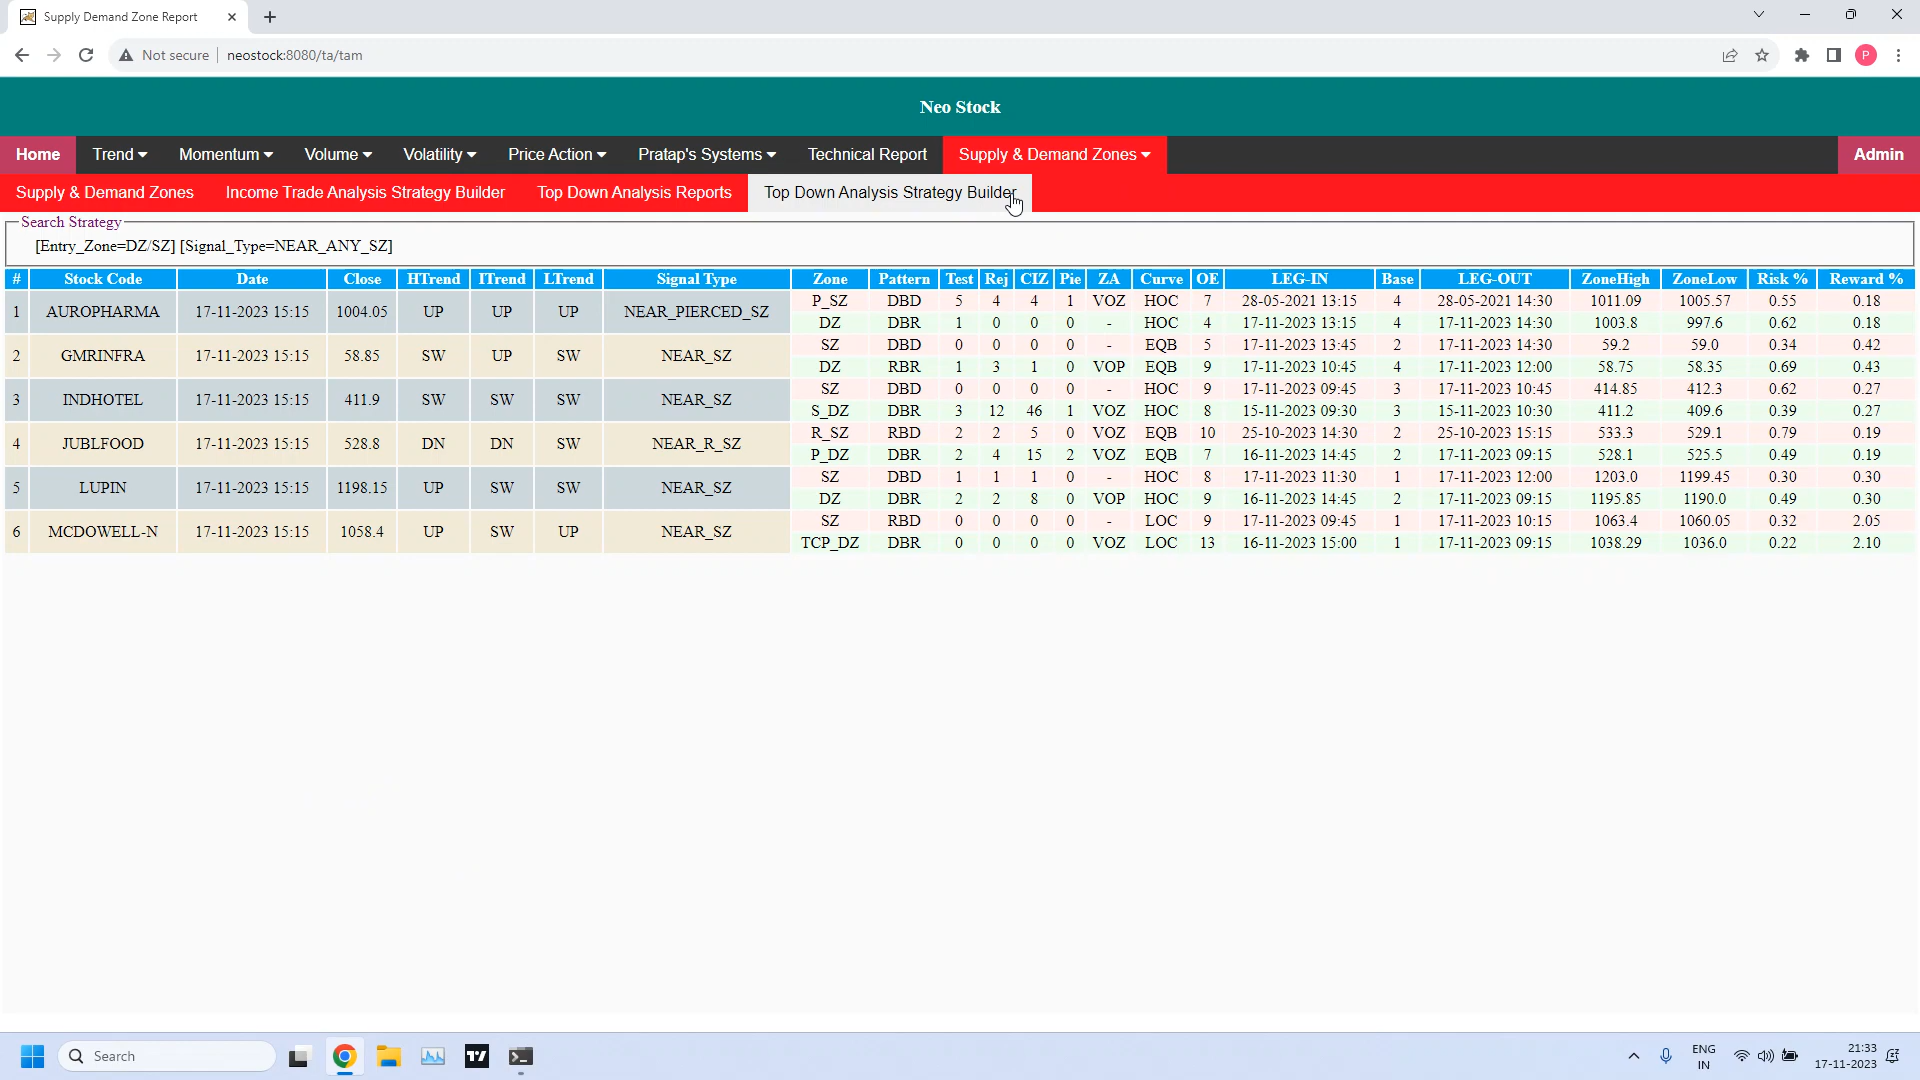 Supply Demand Zone Report
Not secure neostock:8080/ta/tam
P
Neo Stock
Home Trend Momentum Volume Volatility Price Action Pratap's Systems Technical Report Supply & Demand Zones Admin
Supply & Demand Zones Income Trade Analysis Strategy Builder Top Down Analysis Reports Top Down Analysis Strategy Builder
Search Strategy
[Entry_Zone=DZ/SZ] [Signal_Type=NEAR_ANY_SZ]
# Stock Code Date Close HTrend ITrend LTrend Signal Type Zone Pattern Test Rej CIZ Pie ZA Curve OE LEG-IN Base LEG-OUT ZoneHigh ZoneLow Risk % Reward %
1 AUROPHARMA 17-11-2023 15:15 1004.05 UP UP UP NEAR_PIERCED_SZ P_SZ DBD 5 4 4 1 VOZ HOC 7 28-05-2021 13:15 4 28-05-2021 14:30 1011.09 1005.57 0.55 0.18
DZ DBR 1 0 0 0 - HOC 4 17-11-2023 13:15 4 17-11-2023 14:30 1003.8 997.6 0.62 0.18
2 GMRINFRA 17-11-2023 15:15 58.85 SW UP SW NEAR_SZ SZ DBD 0 0 0 0 - EQB 5 17-11-2023 13:45 2 17-11-2023 14:30 59.2 59.0 0.34 0.42
DZ RBR 1 3 1 0 VOP EQB 9 17-11-2023 10:45 4 17-11-2023 12:00 58.75 58.35 0.69 0.43
3 INDHOTEL 17-11-2023 15:15 411.9 SW SW SW NEAR_SZ SZ DBD 0 0 0 0 - HOC 9 17-11-2023 09:45 3 17-11-2023 10:45 414.85 412.3 0.62 0.27
S_DZ DBR 3 12 46 1 VOZ HOC 8 15-11-2023 09:30 3 15-11-2023 10:30 411.2 409.6 0.39 0.27
4 JUBLFOOD 17-11-2023 15:15 528.8 DN DN SW NEAR_R_SZ R_SZ RBD 2 2 5 0 VOZ EQB 10 25-10-2023 14:30 2 25-10-2023 15:15 533.3 529.1 0.79 0.19
P_DZ DBR 2 4 15 2 VOZ EQB 7 16-11-2023 14:45 2 17-11-2023 09:15 528.1 525.5 0.49 0.19
5 LUPIN 17-11-2023 15:15 1198.15 UP SW SW NEAR_SZ SZ DBD 1 1 1 0 - HOC 8 17-11-2023 11:30 1 17-11-2023 12:00 1203.0 1199.45 0.30 0.30
DZ DBR 2 2 8 0 VOP HOC 9 16-11-2023 14:45 2 17-11-2023 09:15 1195.85 1190.0 0.49 0.30
6 MCDOWELL-N 17-11-2023 15:15 1058.4 UP SW UP NEAR_SZ SZ RBD 0 0 0 0 - LOC 9 17-11-2023 09:45 1 17-11-2023 10:15 1063.4 1060.05 0.32 2.05
TCP_DZ DBR 0 0 0 0 VOZ LOC 13 16-11-2023 15:00 1 17-11-2023 09:15 1038.29 1036.0 0.22 2.10
Search
ENG
IN
21:33
17-11-2023